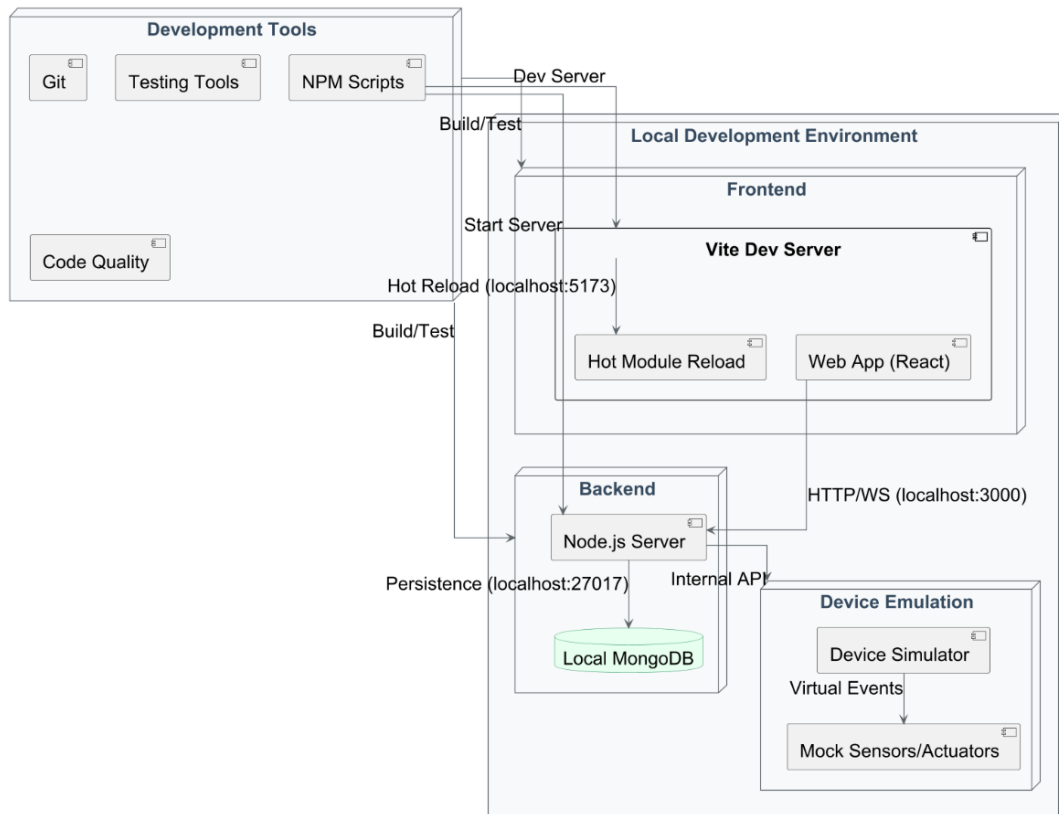 Development Tools
Git
Testing Tools
NPM Scripts
Code Quality
Dev Server
Build/Test
Local Development Environment
Frontend
Start Server
Vite Dev Server
Hot Reload (localhost:5173)
Hot Module Reload
Web App (React)
Build/Test
Backend
HTTP/WS (localhost:3000)
Node.js Server
Persistence (localhost:27017)
Internal API
Local MongoDB
Device Emulation
Device Simulator
Virtual Events
Mock Sensors/Actuators